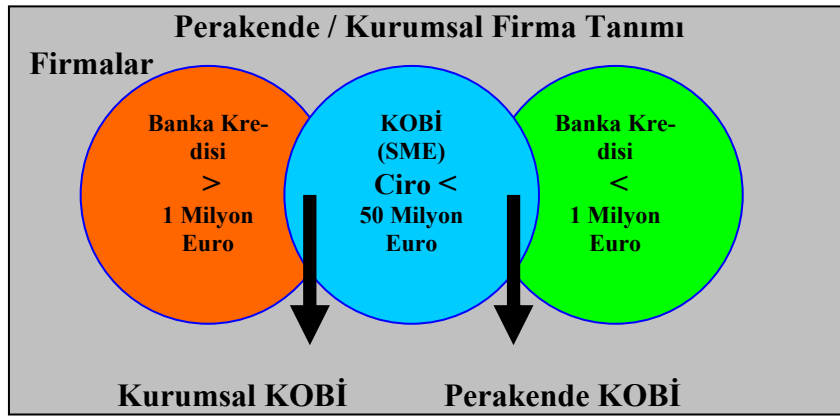 Perakende / Kurumsal Firma Tanımı
Firmalar
Banka Kre-
disi
>
1 Milyon
Euro
KOBİ
(SME)
Ciro <
50 Milyon
Euro
Banka Kre-
disi
<
1 Milyon
Euro
Kurumsal KOBİ
Perakende KOBİ